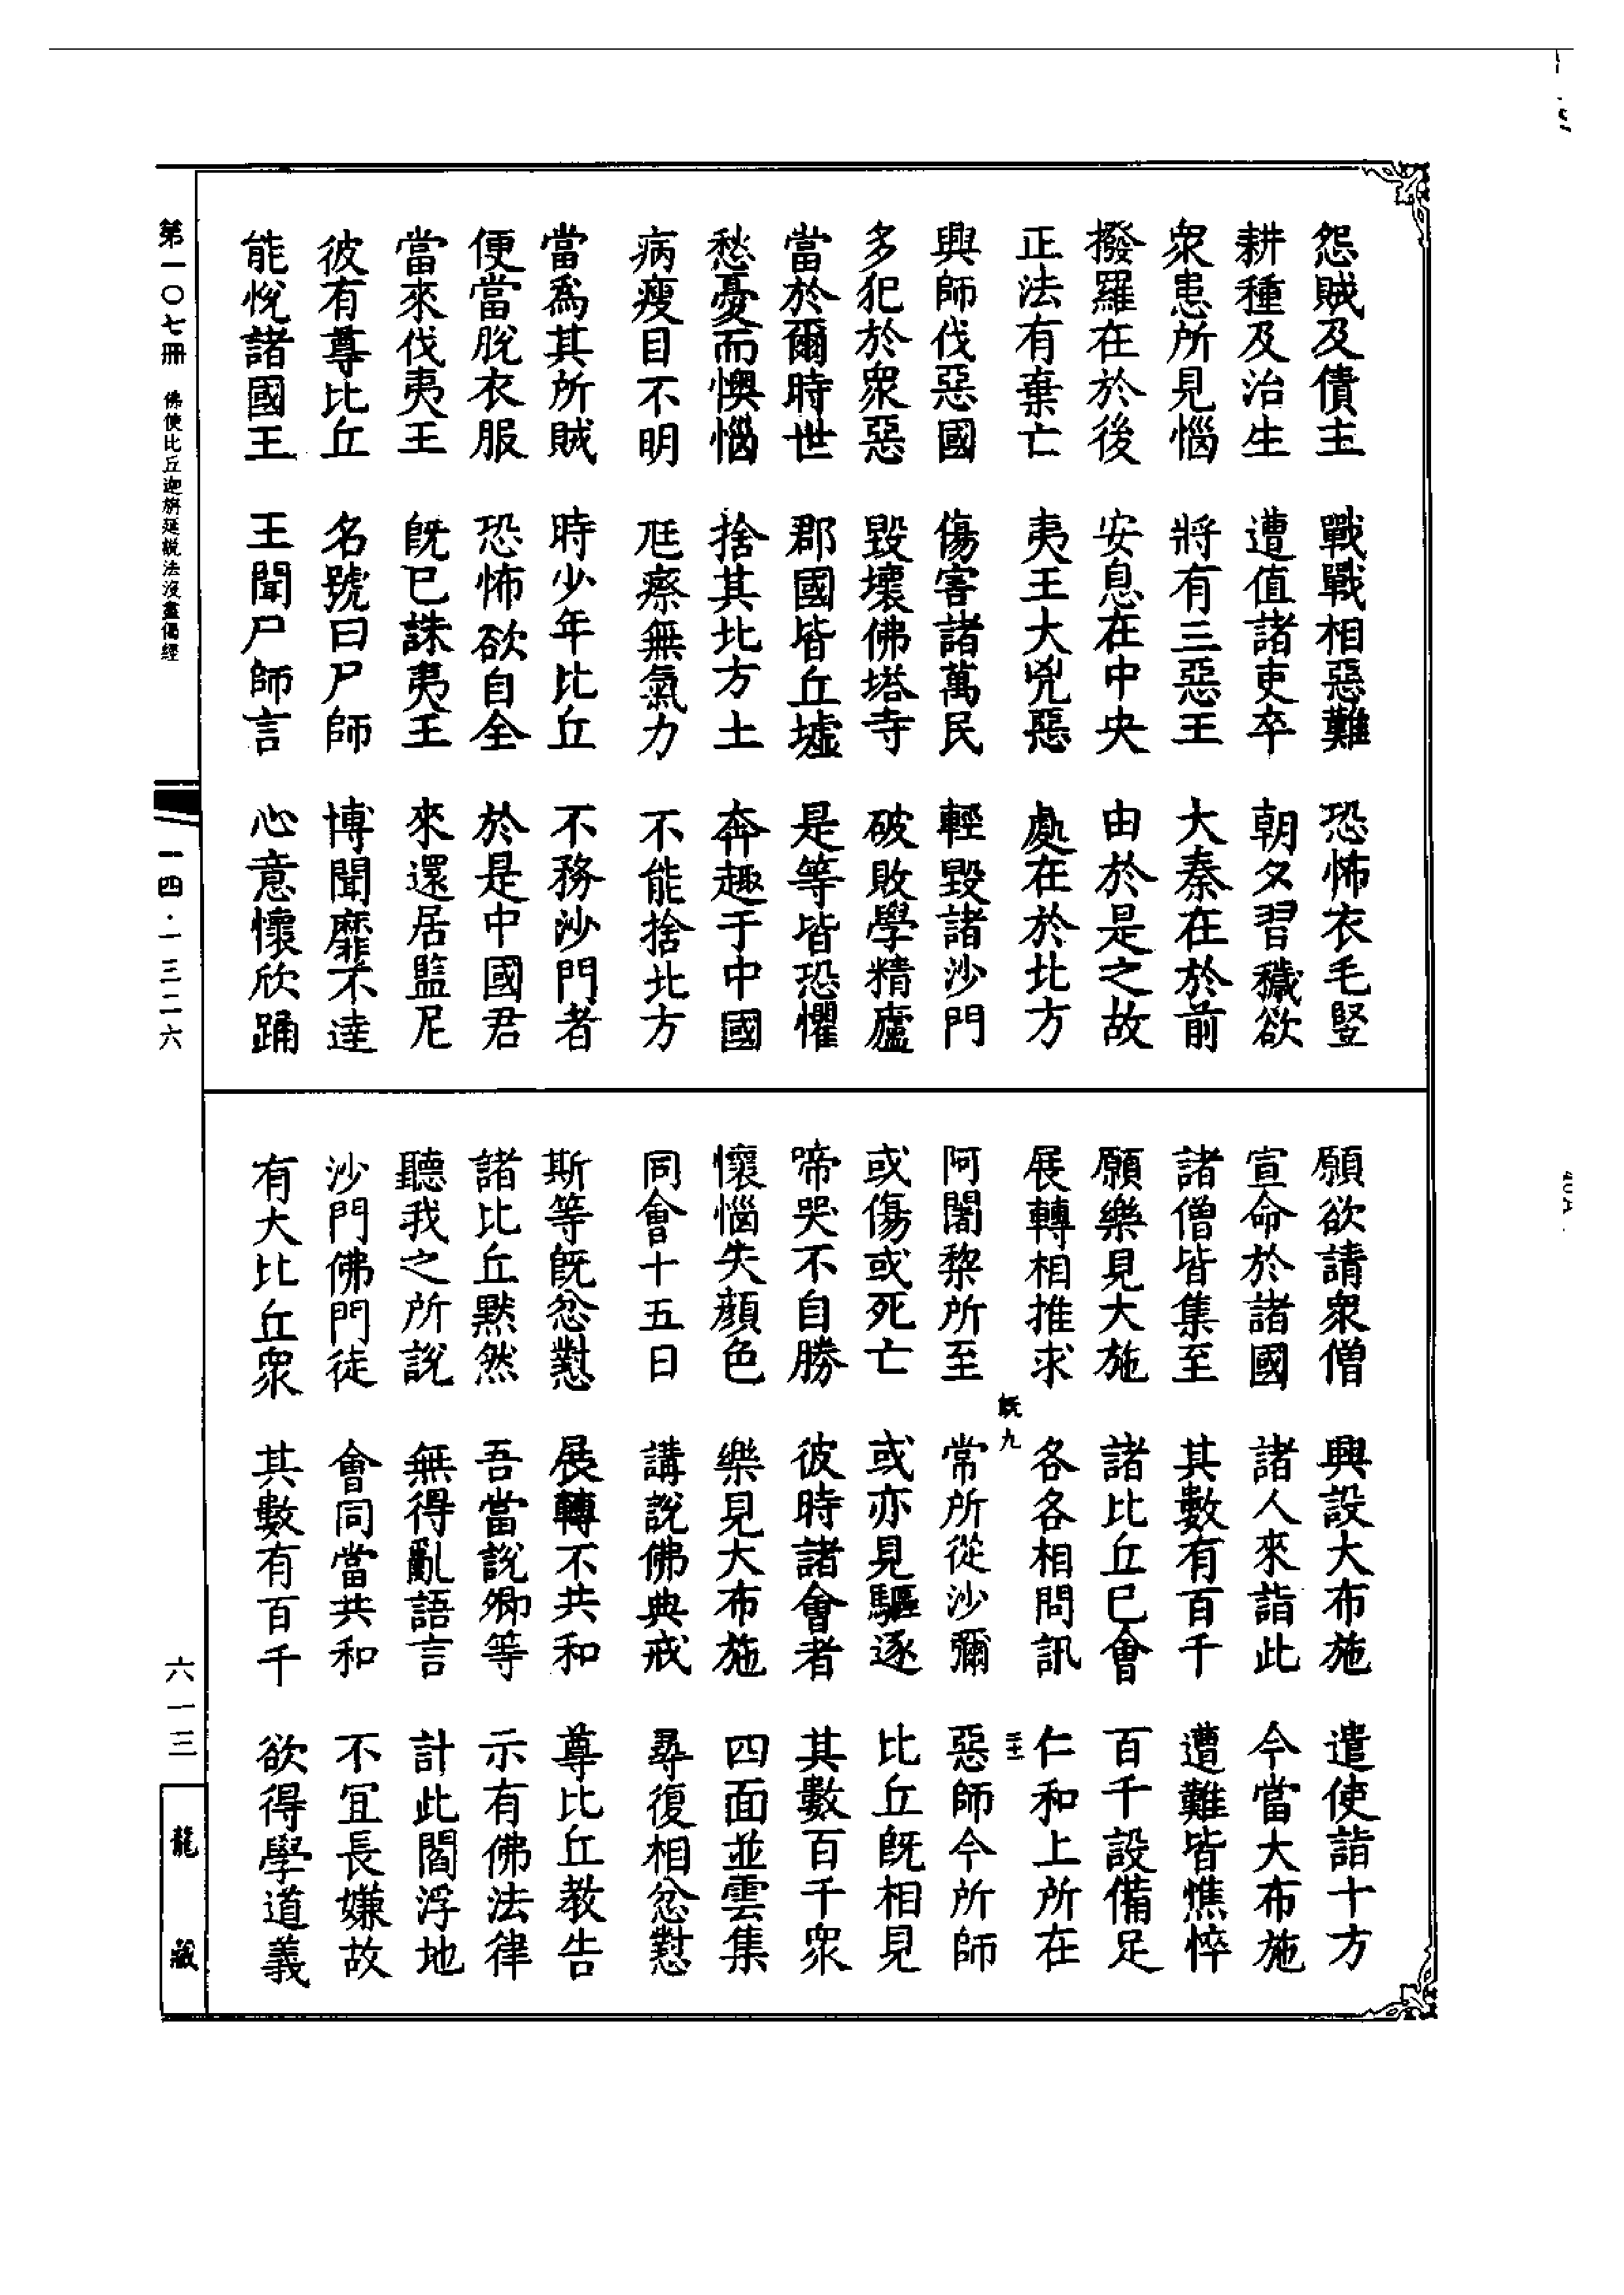 怨賊及債主　戰戰相惡難　恐怖衣毛竪
耕種及治生　遭值諸吏卒　朝夕習穢欲
衆患所見惱　將有三惡王　大秦在於前
撥羅在於後　安息在中央　由於是之故
正法有棄亡　夷王大兇惡　處在於北方
興師伐惡國　傷害諸萬民　輕毀諸沙門
多犯於衆惡　毀壞佛塔寺　破敗學精廬
當於爾時世　郡國皆丘墟　是等皆恐懼
愁憂而懊惱　捨其北方土　奔趣于中國
病瘦目不明　尫瘵無氣力　不能捨北方
當爲其所賊　時少年比丘　不務沙門者
便當脫衣服　恐怖欲自全　於是中國君
當來伐夷王　旣已誅夷王　來還居監尼
彼有尊比丘　名號曰尸師　博聞靡不達
能悅諸國王　王聞尸師言　心意懷欣踊
願欲請衆僧　興設大布施　遣使詣十方
宣命於諸國　諸人來詣此　今當大布施
諸僧皆集至　其數有百千　遭難皆憔悴
願樂見大施　諸比丘已會　百千設備足
展轉相推求　各各相問訊　仁和上所在
旣九　二十一
阿闍黎所至　常所從沙彌　惡師今所師
或傷或死亡　或亦見驅逐　比丘旣相見
啼哭不自勝　彼時諸會者　其數百千衆
懷惱失顏色　樂見大布施　四面並雲集
同會十五日　講說佛典戒　尋復相忿懟
斯等旣忿懟　展轉不共和　尊比丘教告
諸比丘黙然　吾當說卿等　示有佛法律
聽我之所說　無得亂語言　計此閻浮地
沙門佛門徒　會同當共和　不宜長嫌故
有大比丘衆　其數有百千　欲得學道義
第一〇七冊　佛使比丘迦旃延說法沒盡偈經
一四·一三二六
六一三
龍藏